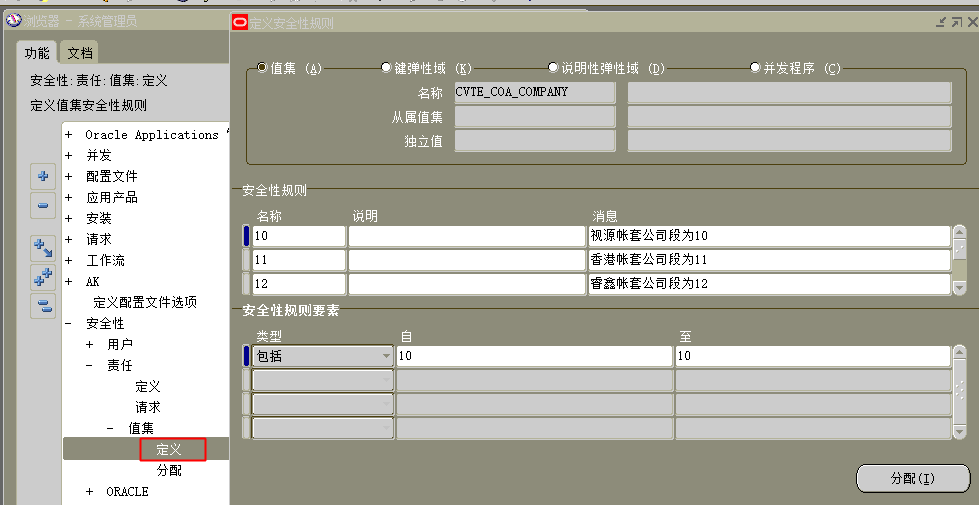 浏览器 - 系统管理员
功能 文档
安全性:责任:值集:定义
定义值集安全性规则
+ Oracle Applications
+ 并发
+ 配置文件
+ 应用产品
+ 安装
+ 请求
+ 工作流
+ AK
定义配置文件选项
- 安全性
+ 用户
- 责任
定义
请求
- 值集
定义
分配
+ ORACLE
定义安全性规则
值集 (A) 键弹性域 (K) 说明性弹性域 (D) 并发程序 (C)
名称 CVTE_COA_COMPANY
从属值集
独立值
安全性规则
名称 说明 消息
10 视源帐套公司段为10
11 香港帐套公司段为11
12 睿鑫帐套公司段为12
安全性规则要素
类型 自 至
包括 10 10
分配(I)